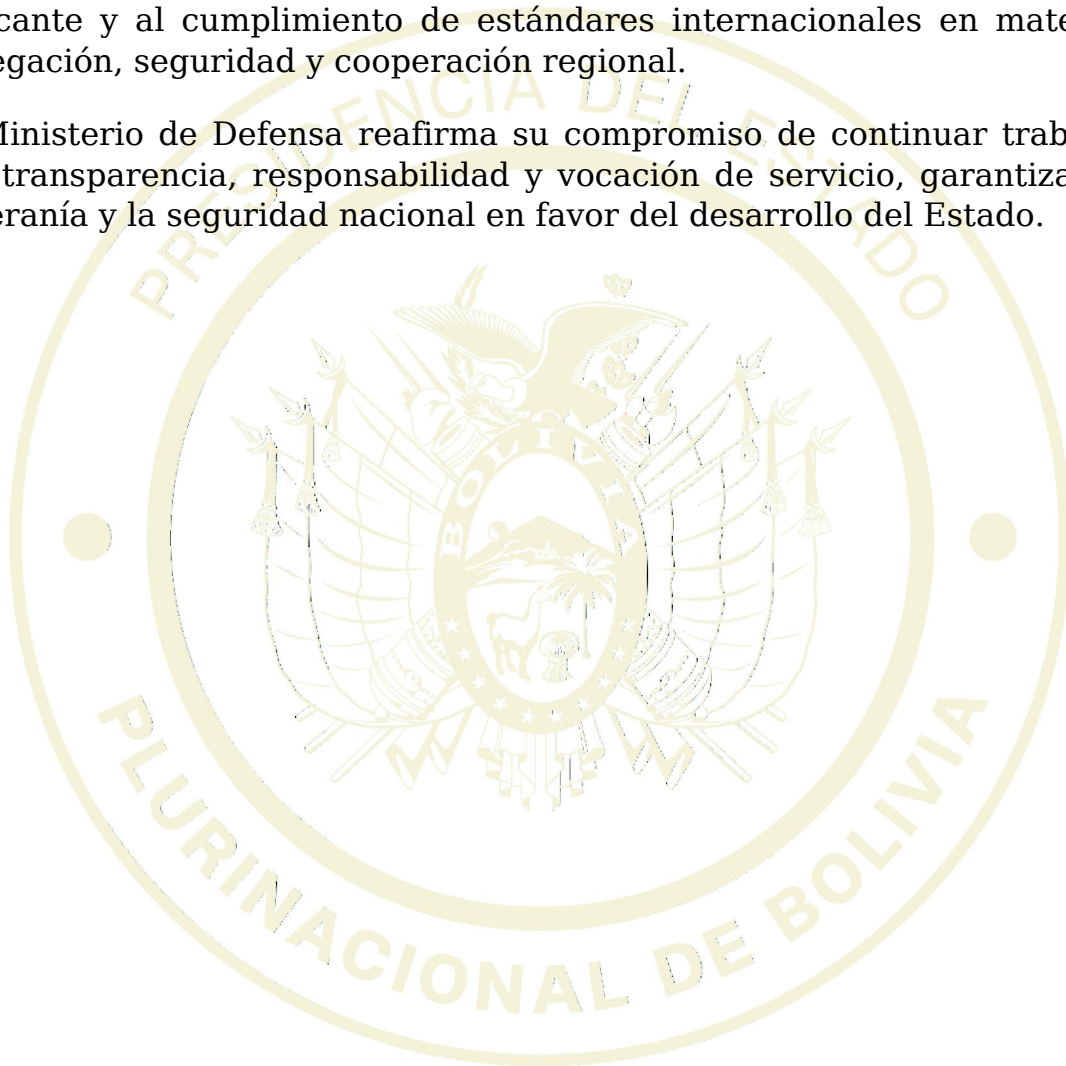 cante y al cumplimiento de estándares internacionales en mate
egación, seguridad y cooperación regional.
Ministerio de Defensa reafirma su compromiso de continuar trab
transparencia, responsabilidad y vocación de servicio, garantiza
eranía y la seguridad nacional en favor del desarrollo del Estado.
PRESIDENCIA DEL ESTADO
BOLIVIA
PLURINACIONAL DE BOLIVIA